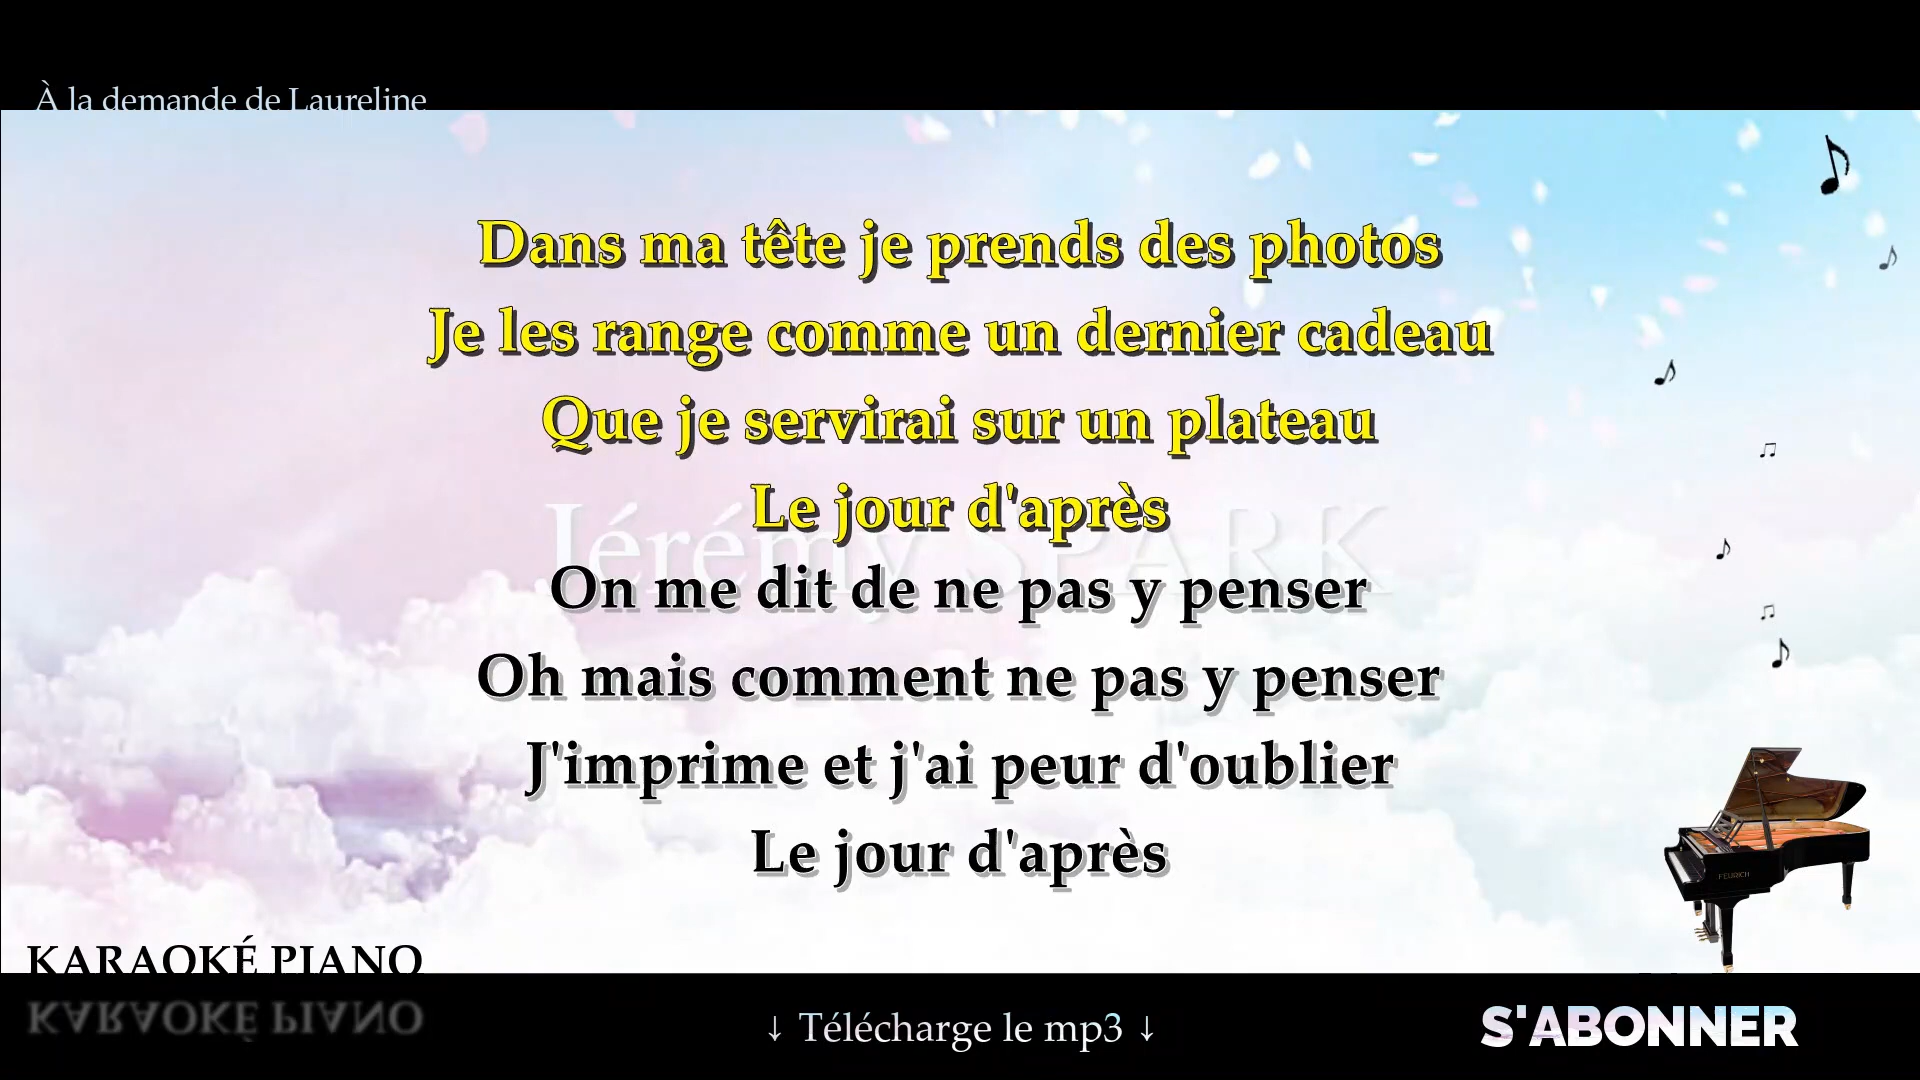 À la demande de Laureline
Dans ma tête je prends des photos
Je les range comme un dernier cadeau
Que je servirai sur un plateau
Le jour d'après
Jérémy SPARK
On me dit de ne pas y penser
Oh mais comment ne pas y penser
J'imprime et j'ai peur d'oublier
Le jour d'après
FEURICH
KARAOKÉ PIANO
↓ Télécharge le mp3 ↓
S'ABONNER